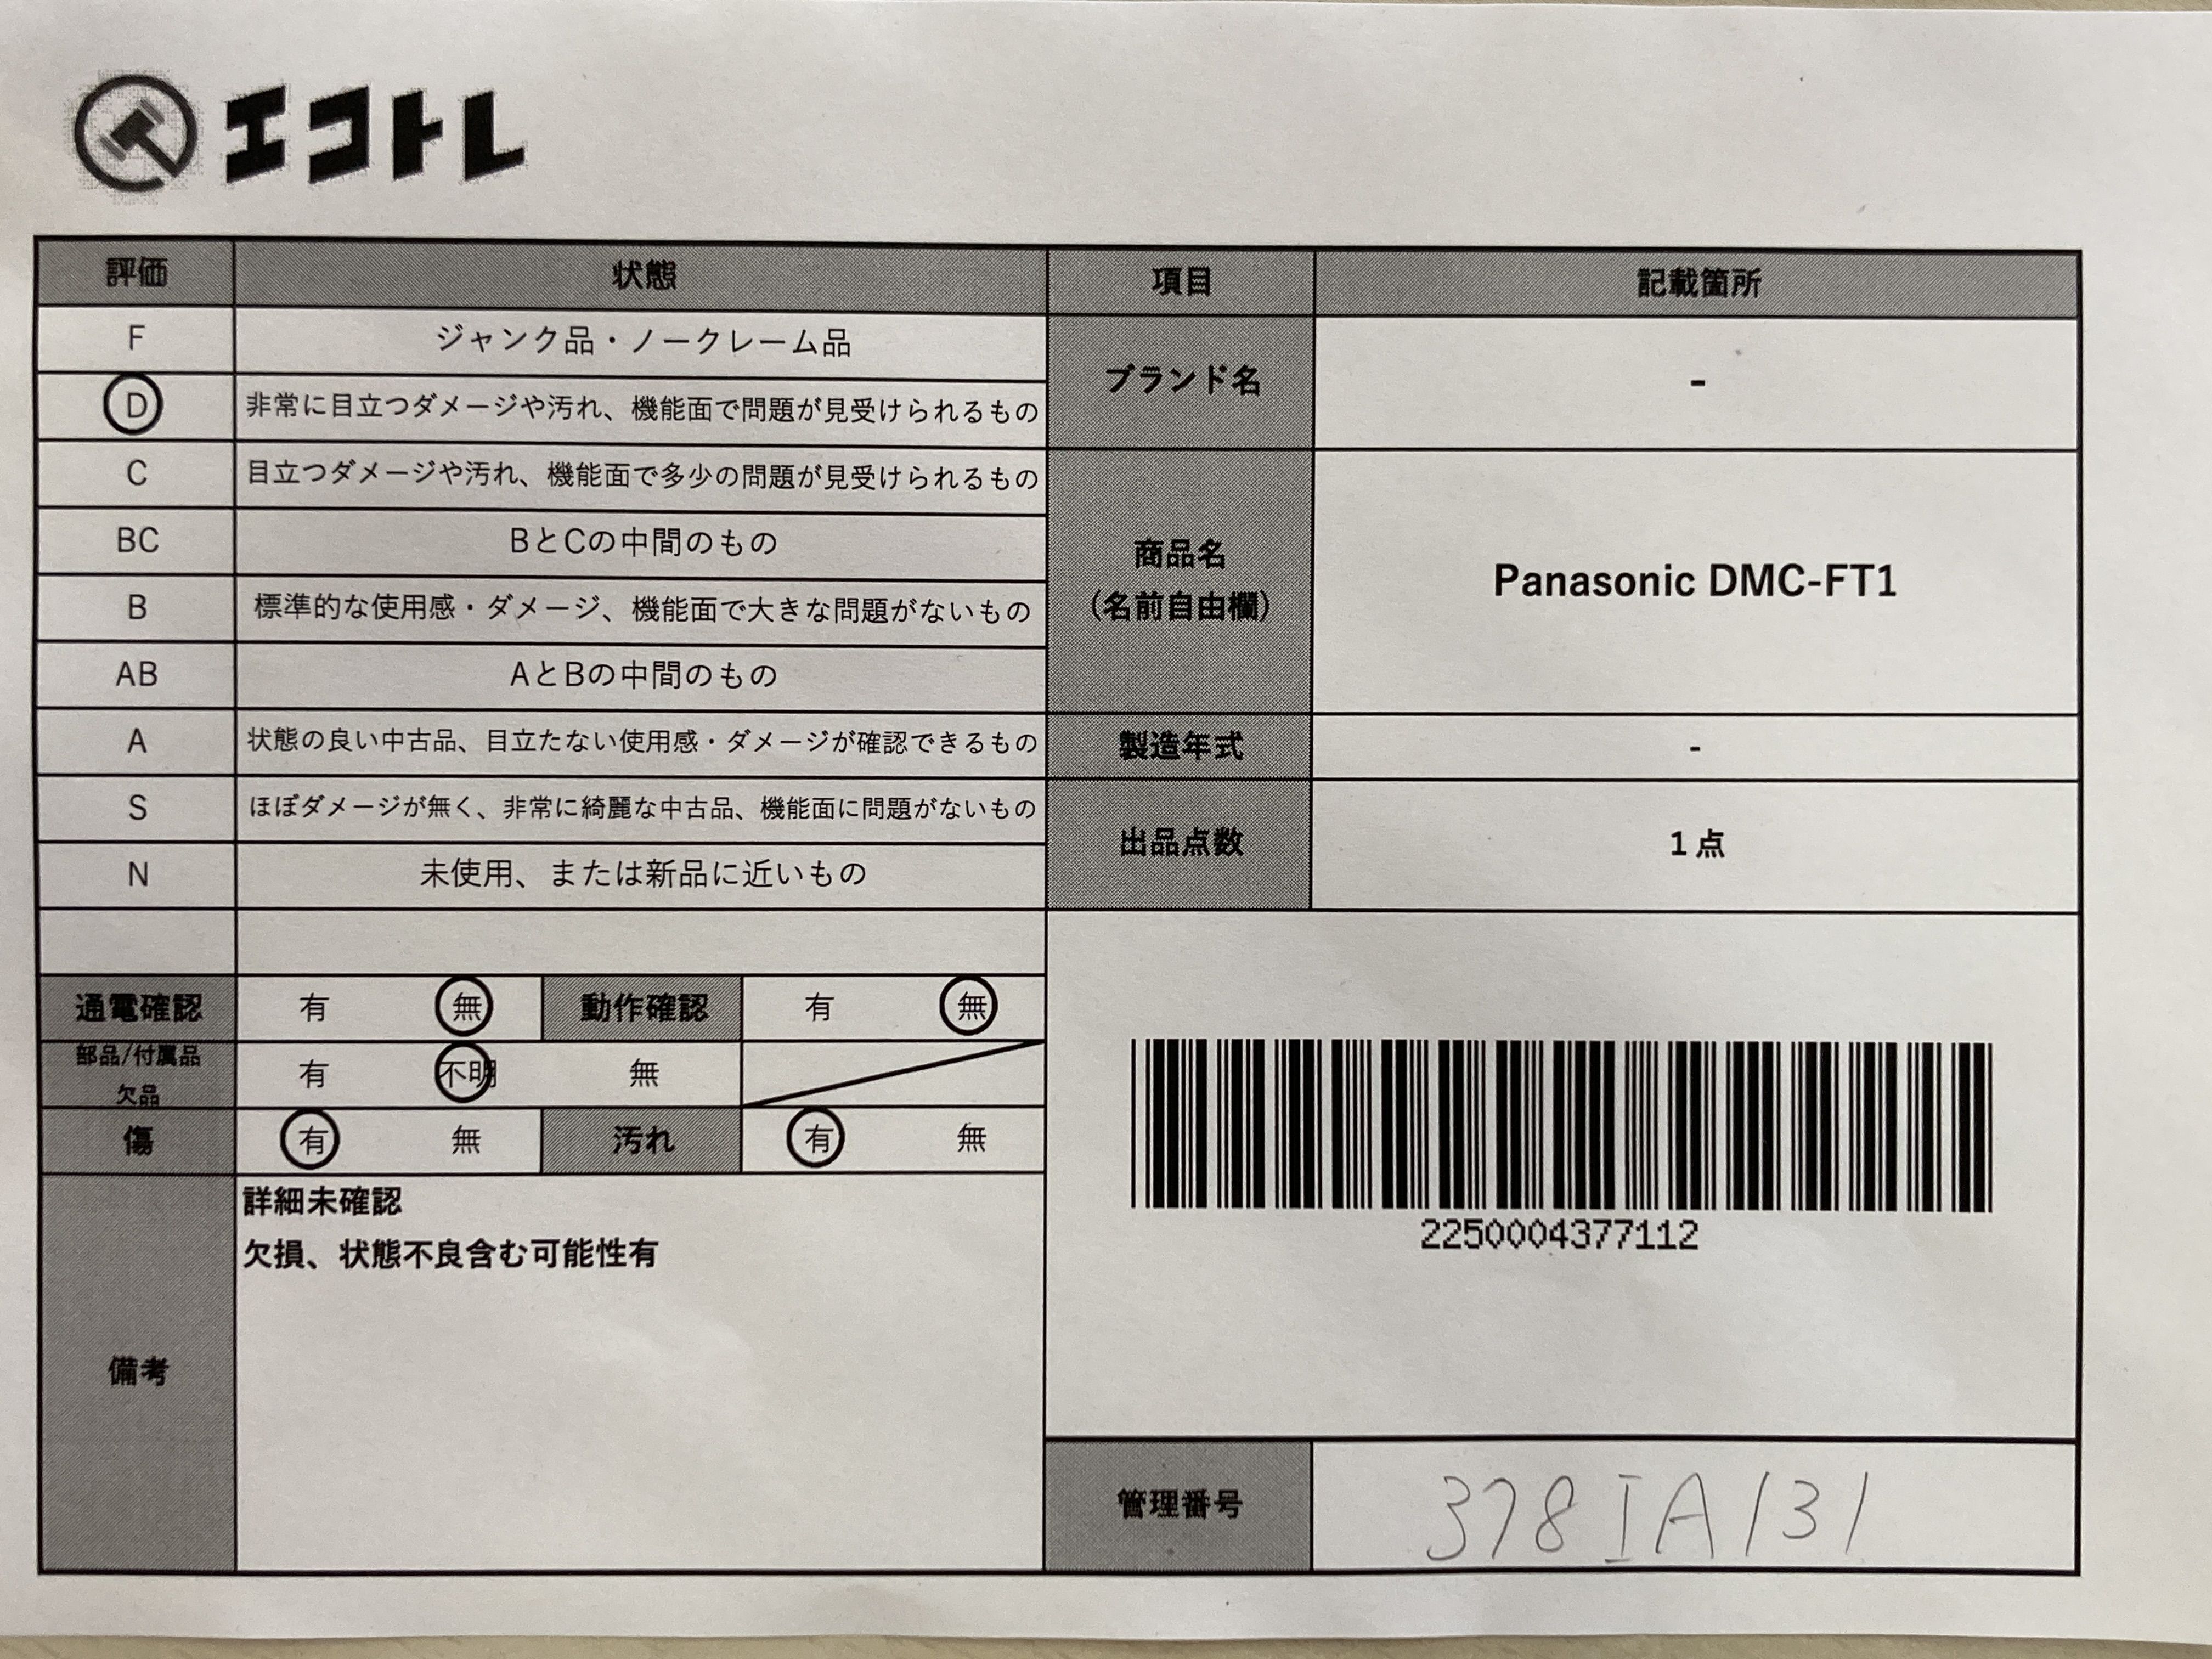 エコトレ
評価 状態 項目 記載箇所
F ジャンク品・ノークレーム品
D 非常に目立つダメージや汚れ、機能面で問題が見受けられるもの
ブランド名 -
C 目立つダメージや汚れ、機能面で多少の問題が見受けられるもの
BC BとCの中間のもの
B 標準的な使用感・ダメージ、機能面で大きな問題がないもの
AB AとBの中間のもの
商品名
(名前自由欄)
Panasonic DMC-FT1
A 状態の良い中古品、目立たない使用感・ダメージが確認できるもの
製造年式 -
S ほぼダメージが無く、非常に綺麗な中古品、機能面に問題がないもの
N 未使用、または新品に近いもの
出品点数 1点
通電確認 有 無 動作確認 有 無
部品/付属品
欠品
有 不明 無
傷 有 無 汚れ 有 無
備考
詳細未確認
欠損、状態不良含む可能性有
2250004377112
管理番号 378IA131